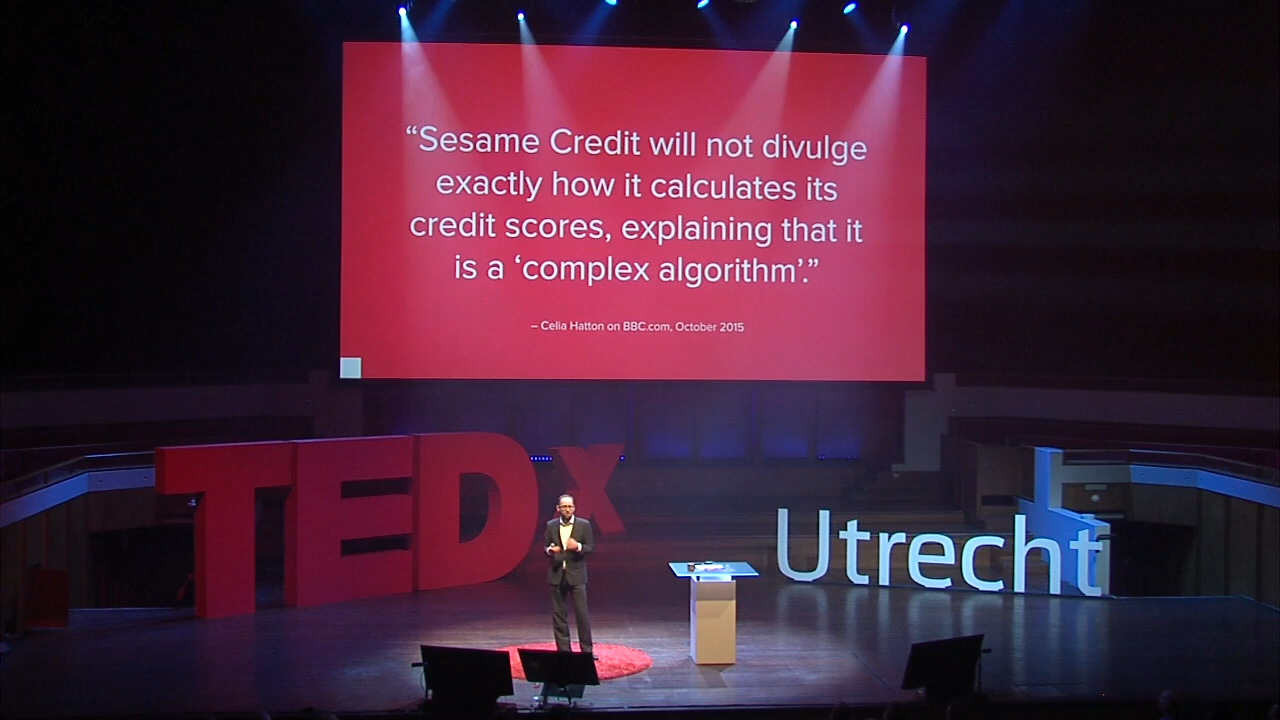 “Sesame Credit will not divulge
exactly how it calculates its
credit scores, explaining that it
is a ‘complex algorithm’.”
– Celia Hatton on BBC.com, October 2015
TEDx
Utrecht